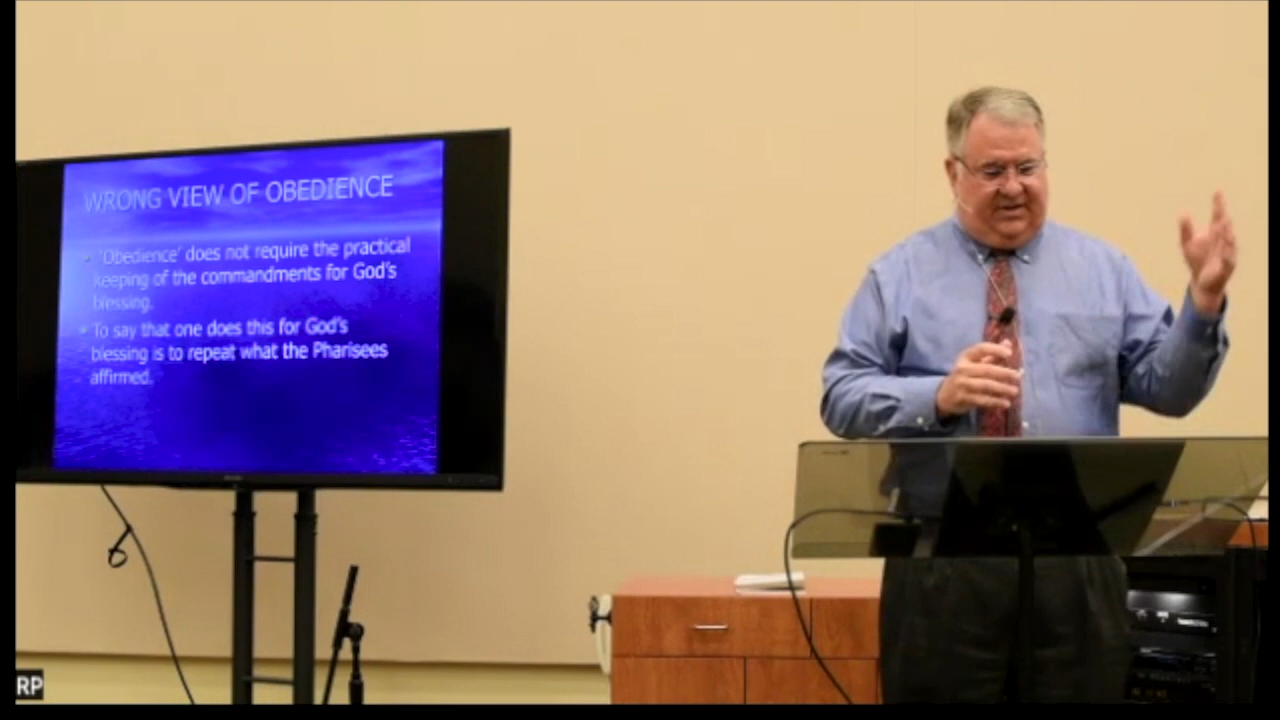 WRONG VIEW OF OBEDIENCE
• 'Obedience' does not require the practical
keeping of the commandments for God's
blessing.
• To say that one does this for God's
blessing is to repeat what the Pharisees
affirmed.
RP